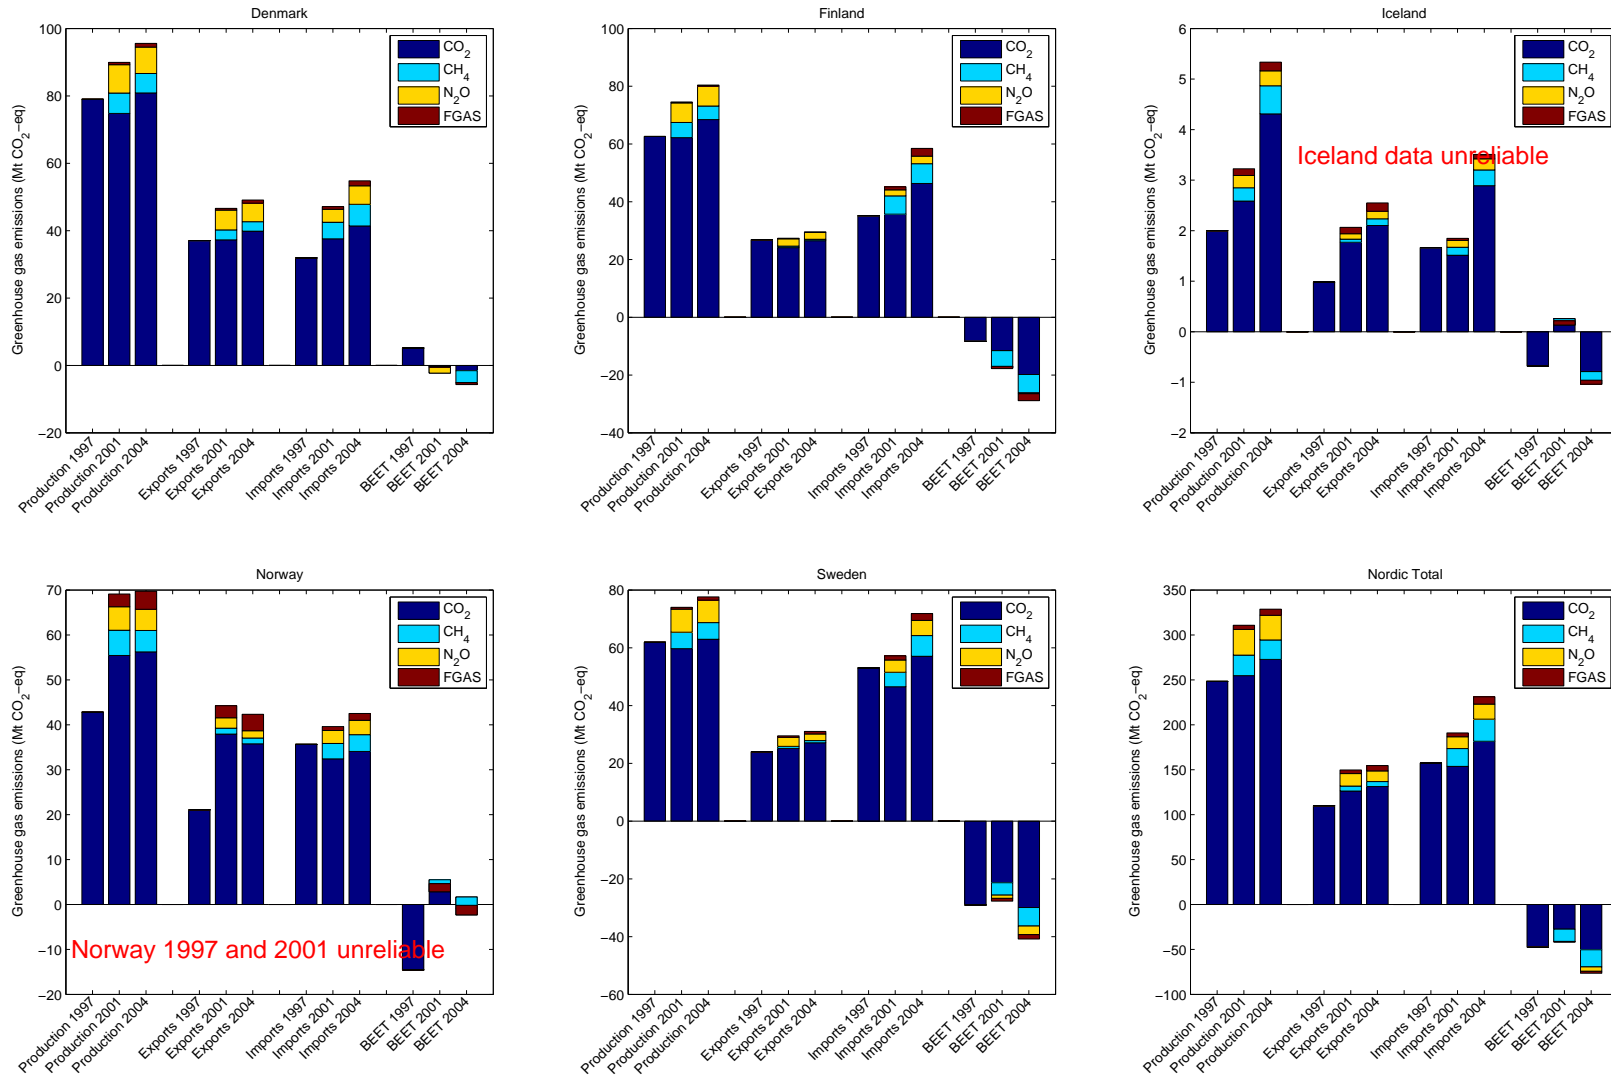 Denmark
Greenhouse gas emissions (Mt CO2−eq)
100
80
60
40
20
0
−20
CO2
CH4
N2O
FGAS
Production 1997
Production 2001
Production 2004
Exports 1997
Exports 2001
Exports 2004
Imports 1997
Imports 2001
Imports 2004
BEET 1997
BEET 2001
BEET 2004
Finland
Greenhouse gas emissions (Mt CO2−eq)
100
80
60
40
20
0
−20
−40
CO2
CH4
N2O
FGAS
Production 1997
Production 2001
Production 2004
Exports 1997
Exports 2001
Exports 2004
Imports 1997
Imports 2001
Imports 2004
BEET 1997
BEET 2001
BEET 2004
Iceland
Greenhouse gas emissions (Mt CO2−eq)
6
5
4
3
2
1
0
−1
−2
CO2
CH4
N2O
FGAS
Iceland data unreliable
Production 1997
Production 2001
Production 2004
Exports 1997
Exports 2001
Exports 2004
Imports 1997
Imports 2001
Imports 2004
BEET 1997
BEET 2001
BEET 2004
Norway
Greenhouse gas emissions (Mt CO2−eq)
70
60
50
40
30
20
10
0
−10
−20
CO2
CH4
N2O
FGAS
Norway 1997 and 2001 unreliable
Production 1997
Production 2001
Production 2004
Exports 1997
Exports 2001
Exports 2004
Imports 1997
Imports 2001
Imports 2004
BEET 1997
BEET 2001
BEET 2004
Sweden
Greenhouse gas emissions (Mt CO2−eq)
80
60
40
20
0
−20
−40
−60
CO2
CH4
N2O
FGAS
Production 1997
Production 2001
Production 2004
Exports 1997
Exports 2001
Exports 2004
Imports 1997
Imports 2001
Imports 2004
BEET 1997
BEET 2001
BEET 2004
Nordic Total
Greenhouse gas emissions (Mt CO2−eq)
350
300
250
200
150
100
50
0
−50
−100
CO2
CH4
N2O
FGAS
Production 1997
Production 2001
Production 2004
Exports 1997
Exports 2001
Exports 2004
Imports 1997
Imports 2001
Imports 2004
BEET 1997
BEET 2001
BEET 2004